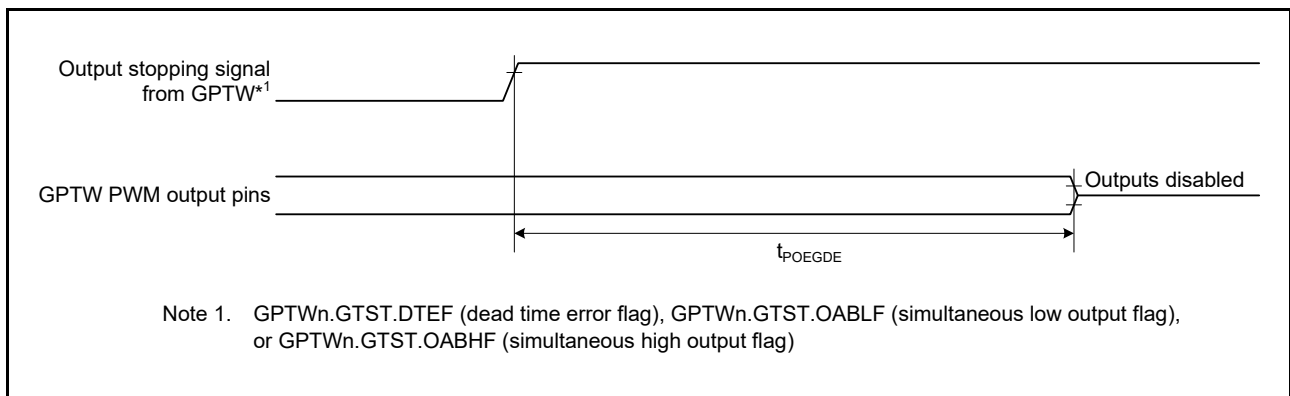 Output stopping signal
from GPTW*1
GPTW PWM output pins
Outputs disabled
tPOEGDE
Note 1. GPTWn.GTST.DTEF (dead time error flag), GPTWn.GTST.OABLF (simultaneous low output flag),
or GPTWn.GTST.OABHF (simultaneous high output flag)